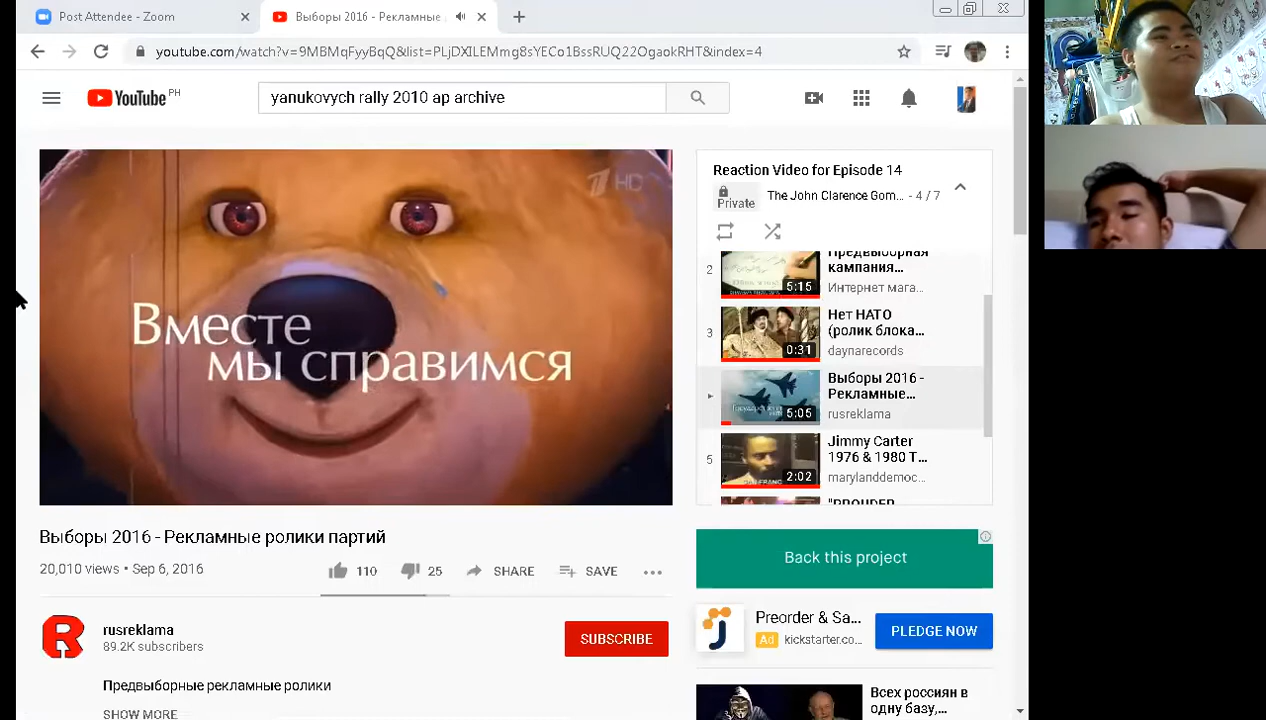 Post Attendee - Zoom
Выборы 2016 - Рекламные
youtube.com/watch?v=9MBMqFyyBqQ&list=PLjDXILEMmg8sYECo1BssRUQ22OgaokRHT&index=4
YouTube PH
yanukovych rally 2010 ap archive
HD
Вместе
мы справимся
Reaction Video for Episode 14
Private
The John Clarence Gom... - 4 / 7
2
Предвыборная
кампания...
Интернет мага...
5:15
3
Нет НАТО
(ролик блока...
daynarecords
0:31
Выборы 2016 -
Рекламные...
rusreklama
5:05
5
Jimmy Carter
1976 & 1980 T...
marylanddemoc...
2:02
"PROUDER
Выборы 2016 - Рекламные ролики партий
20,010 views • Sep 6, 2016
110
25
SHARE
SAVE
Back this project
R
rusreklama
89.2K subscribers
SUBSCRIBE
Preorder & Sa...
Ad kickstarter.co...
PLEDGE NOW
Предвыборные рекламные ролики
SHOW MORE
Всех россиян в
одну базу,...